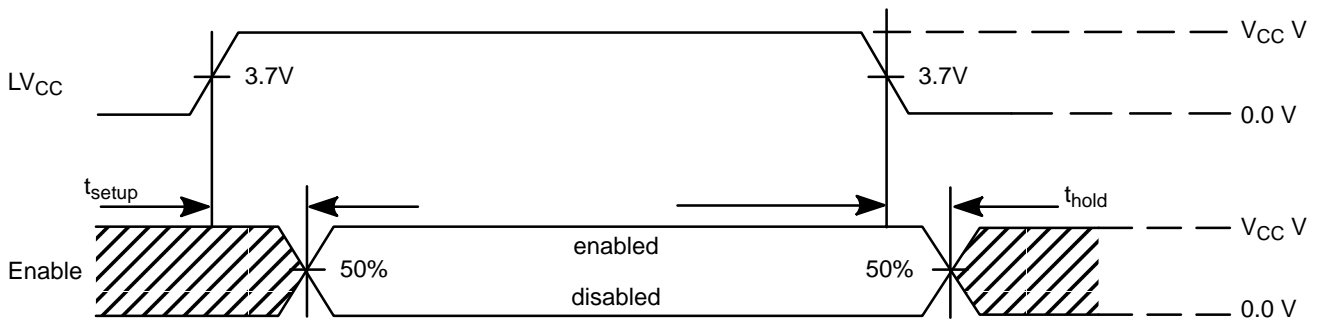 V_CC V
LV_CC
3.7V
3.7V
0.0 V
t_setup
t_hold
V_CC V
enabled
Enable
50%
50%
disabled
0.0 V